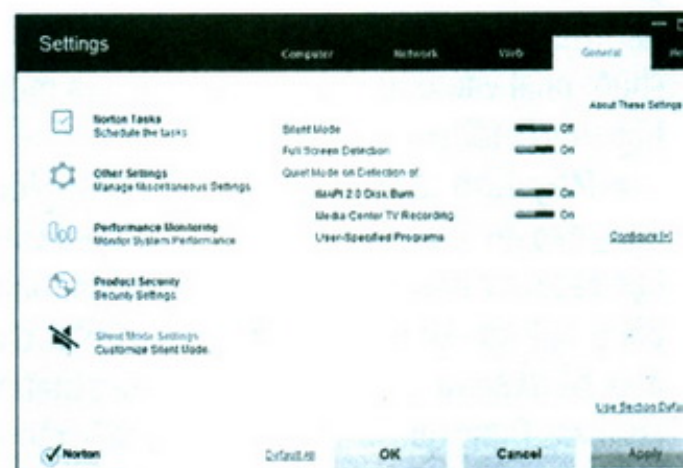 Settings
Computer
Network
Web
General
About These Settings
Norton Tasks
Schedule the tasks
Other Settings
Manage Miscellaneous Settings.
Performance Monitoring
Monitor System Performance
Product Security
Security Settings.
Silent Mode Settings
Customize Silent Mode.
Silent Mode Off
Full Screen Detection On
Quiet Mode on Detection of:
IMAPI 2.0 Disk Burn On
Media Center TV Recording On
User-Specified Programs Configure [+]
Use Section Defau
Norton
Default All
OK
Cancel
Apply